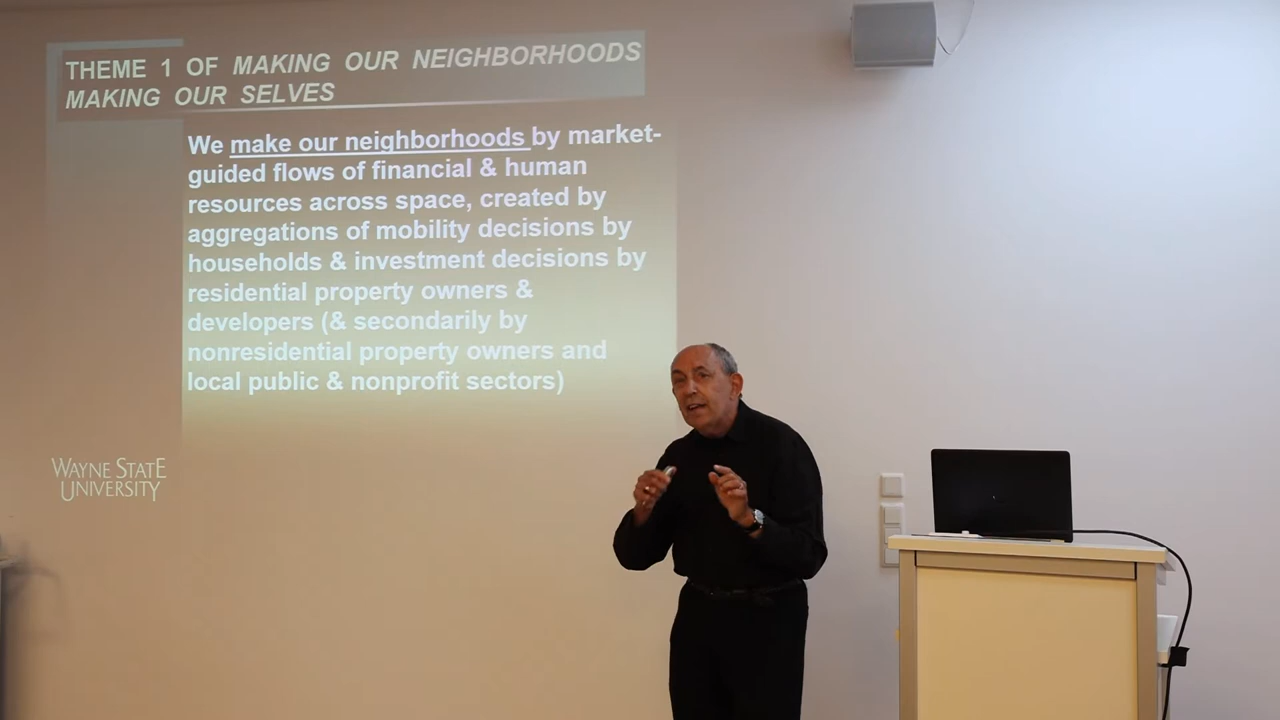 THEME 1 OF MAKING OUR NEIGHBORHOODS
MAKING OUR SELVES
We make our neighborhoods by market-
guided flows of financial & human
resources across space, created by
aggregations of mobility decisions by
households & investment decisions by
residential property owners &
developers (& secondarily by
nonresidential property owners and
local public & nonprofit sectors)
WAYNE STATE
UNIVERSITY